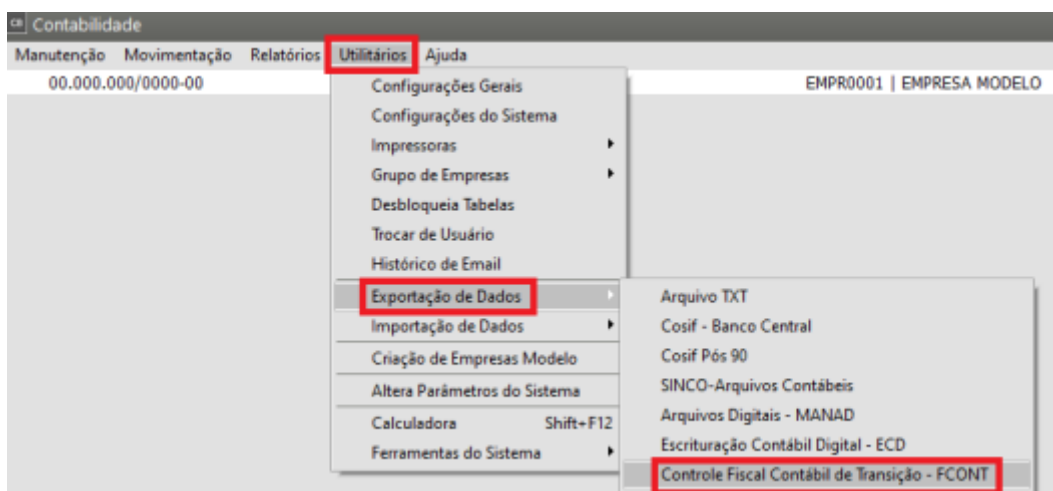 CB Contabilidade
Manutenção Movimentação Relatórios Utilitários Ajuda
00.000.000/0000-00 EMPR0001 | EMPRESA MODELO
Configurações Gerais
Configurações do Sistema
Impressoras
Grupo de Empresas
Desbloqueia Tabelas
Trocar de Usuário
Histórico de Email
Exportação de Dados Arquivo TXT
Importação de Dados Cosif - Banco Central
Criação de Empresas Modelo Cosif Pós 90
Altera Parâmetros do Sistema SINCO-Arquivos Contábeis
Calculadora Shift+F12 Arquivos Digitais - MANAD
Ferramentas do Sistema Escrituração Contábil Digital - ECD
Controle Fiscal Contábil de Transição - FCONT